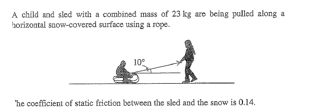 A child and sled with a combined mass of 23 kg are being pulled along a
horizontal snow-covered surface using a rope.
10°
he coefficient of static friction between the sled and the snow is 0.14.